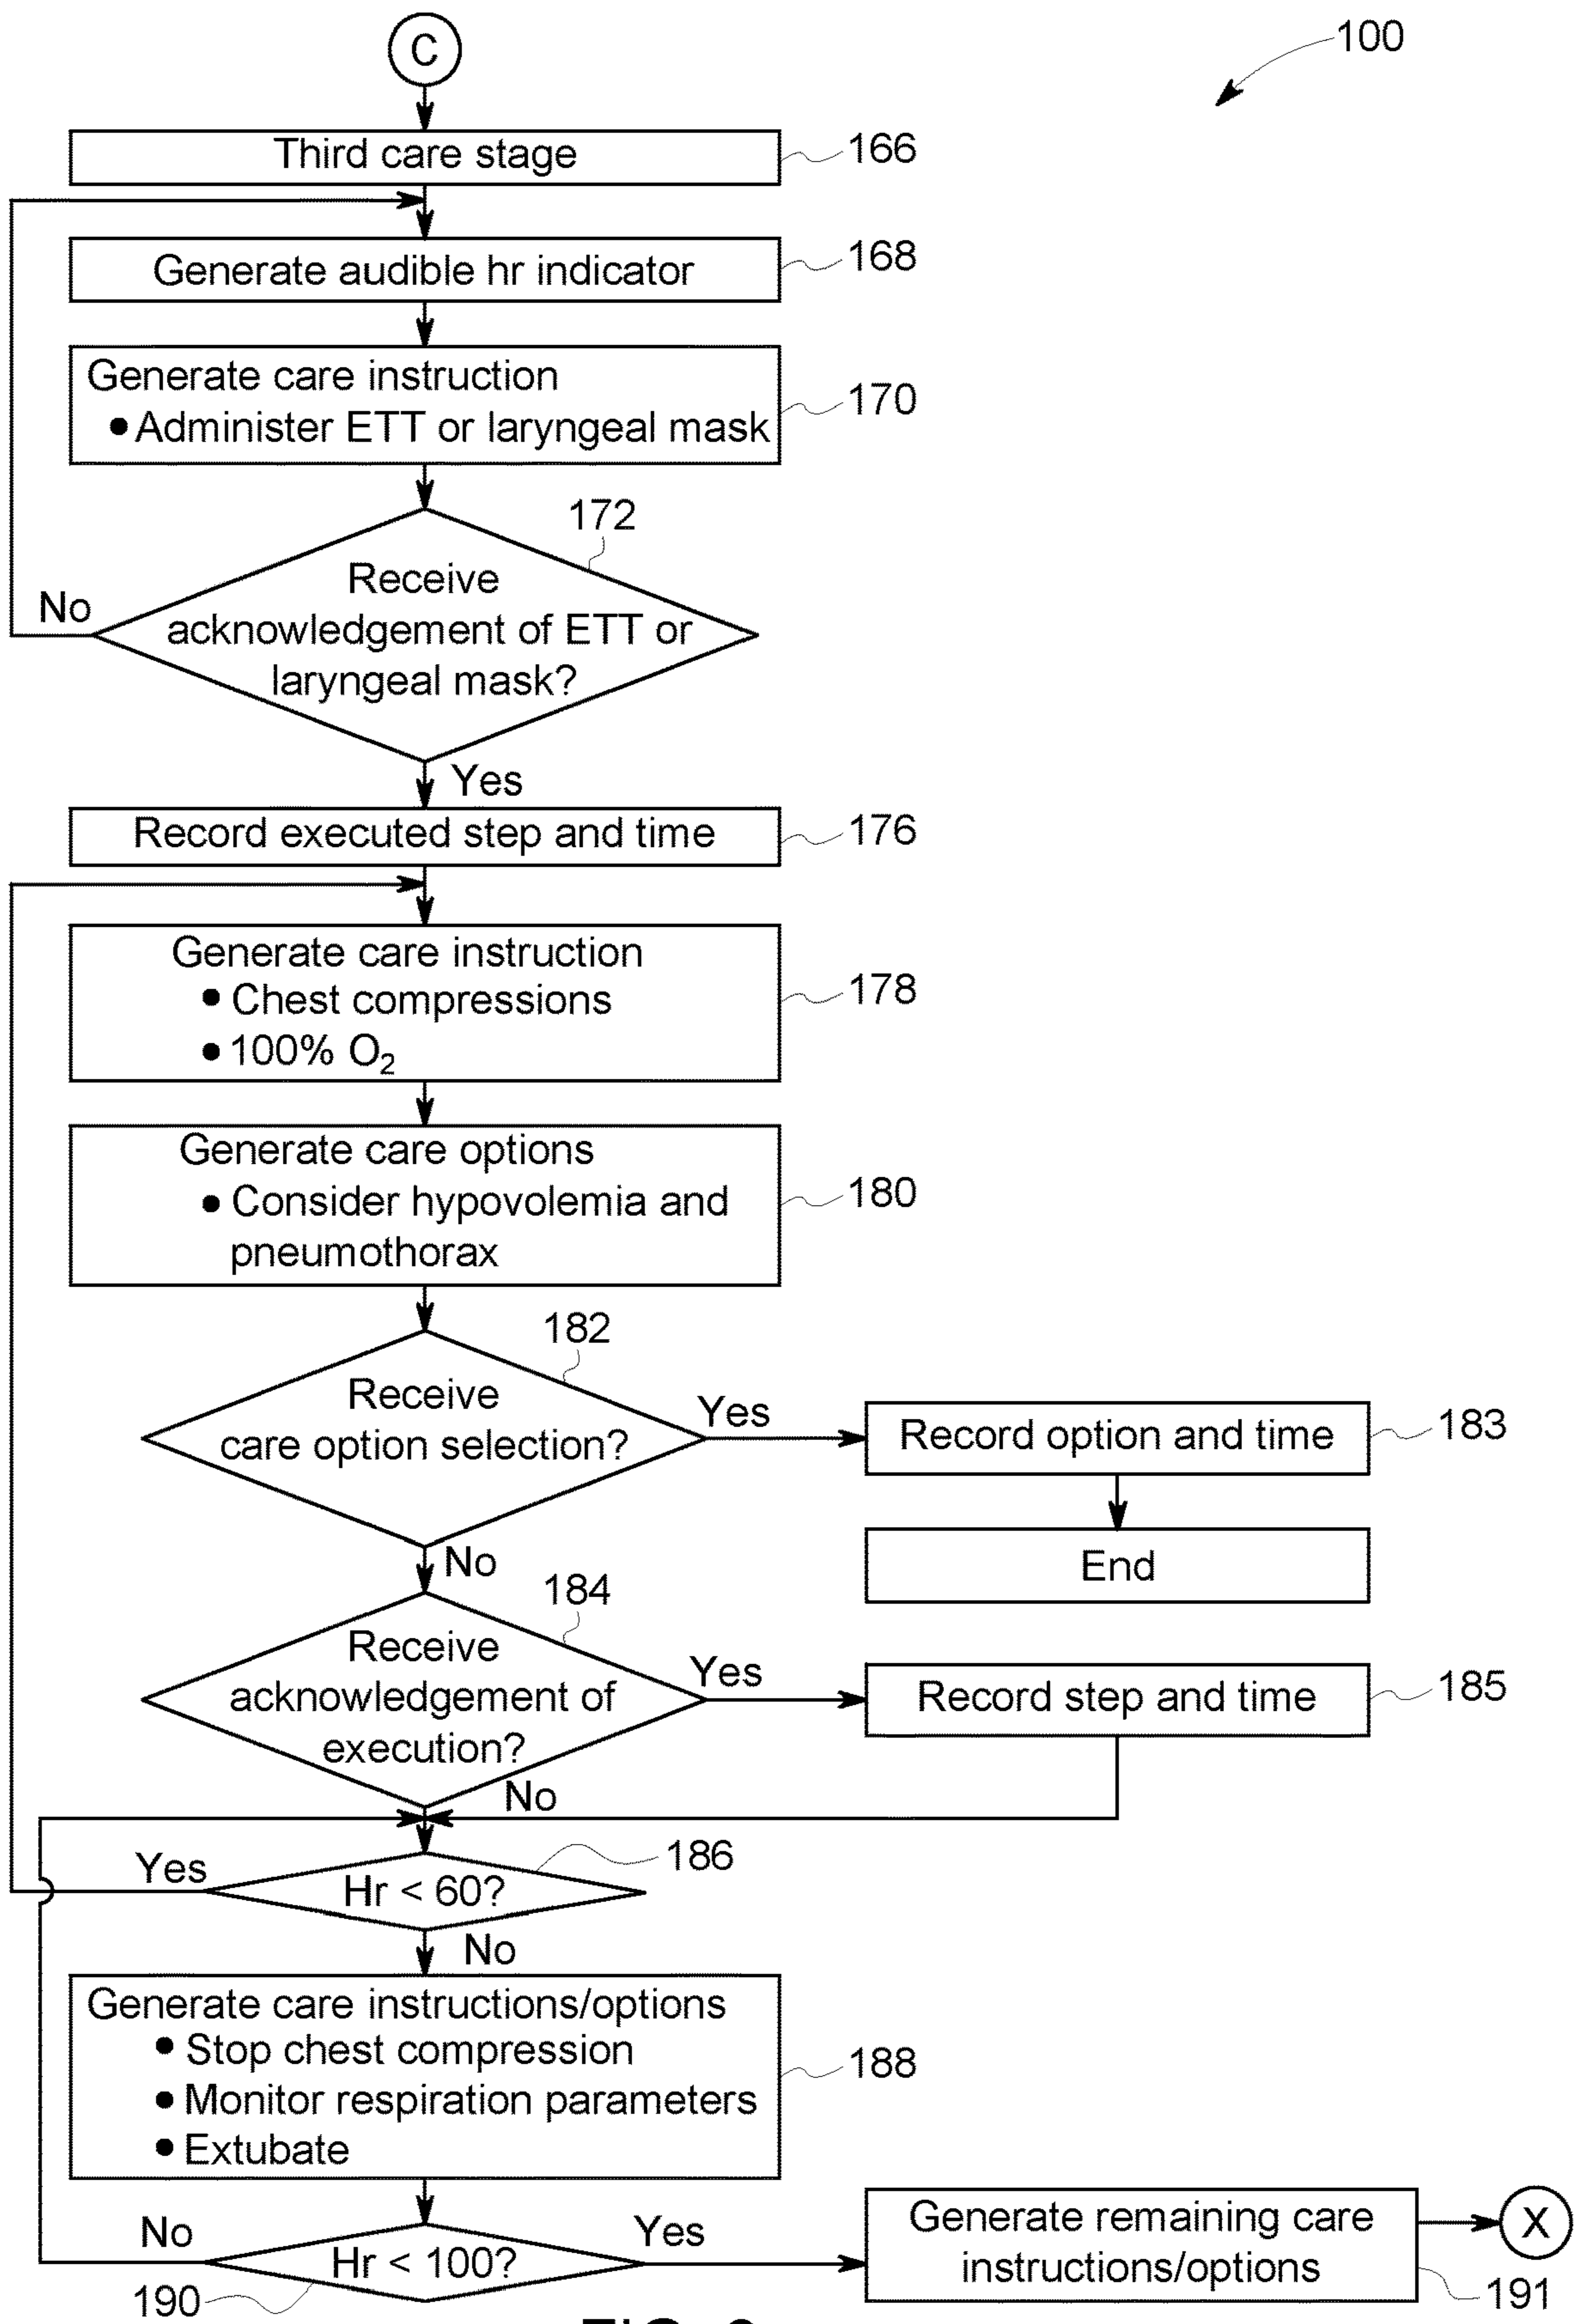 C
100
Third care stage
166
Generate audible hr indicator
168
Generate care instruction
• Administer ETT or laryngeal mask
170
172
Receive
acknowledgement of ETT or
laryngeal mask?
No
Yes
Record executed step and time
176
Generate care instruction
• Chest compressions
• 100% O₂
178
Generate care options
• Consider hypovolemia and
pneumothorax
180
182
Receive
care option selection?
Yes
Record option and time
183
End
No
184
Receive
acknowledgement of
execution?
Yes
Record step and time
185
No
Hr < 60?
186
Yes
No
Generate care instructions/options
• Stop chest compression
• Monitor respiration parameters
• Extubate
188
No
Hr < 100?
Yes
190
Generate remaining care
instructions/options
191
X